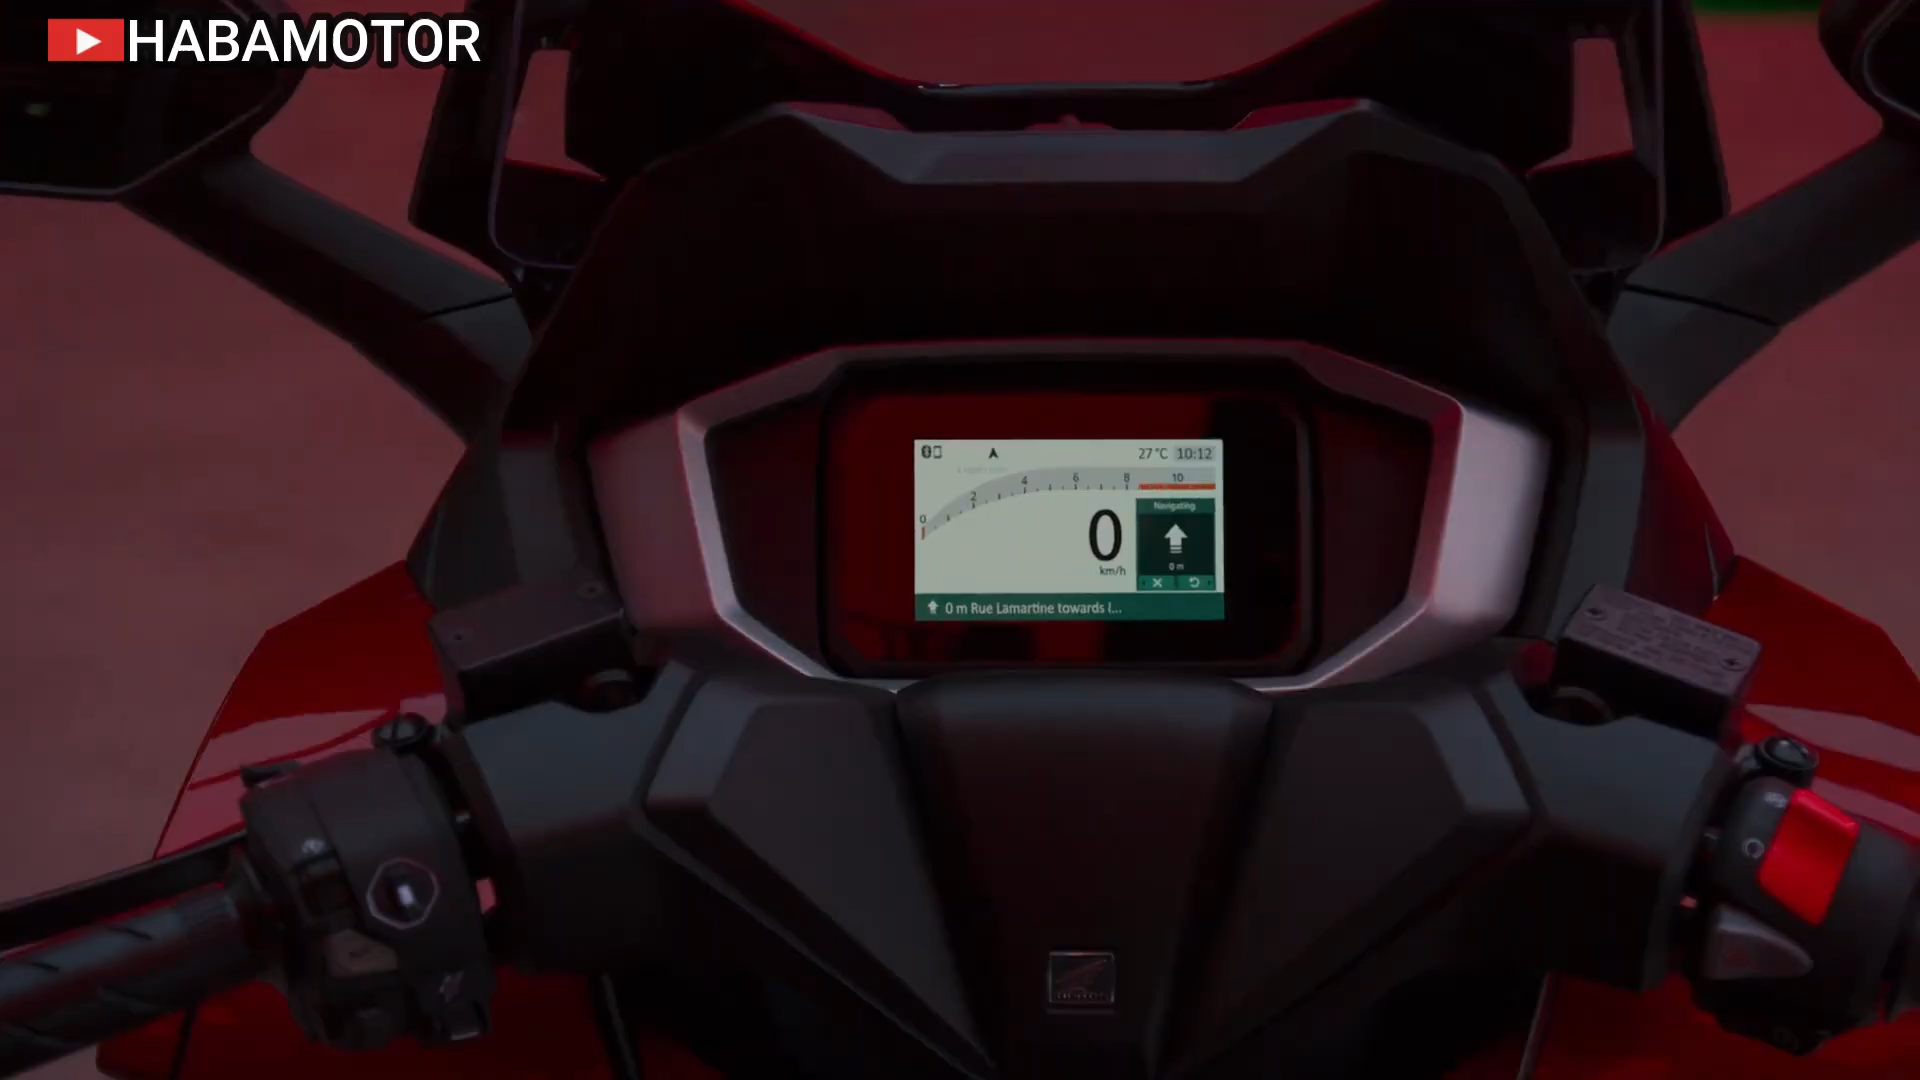 HABAMOTOR
27 °C 10:12
0 2 4 6 8 10
Navigating
0
km/h
0 m
0 m Rue Lamartine towards l...